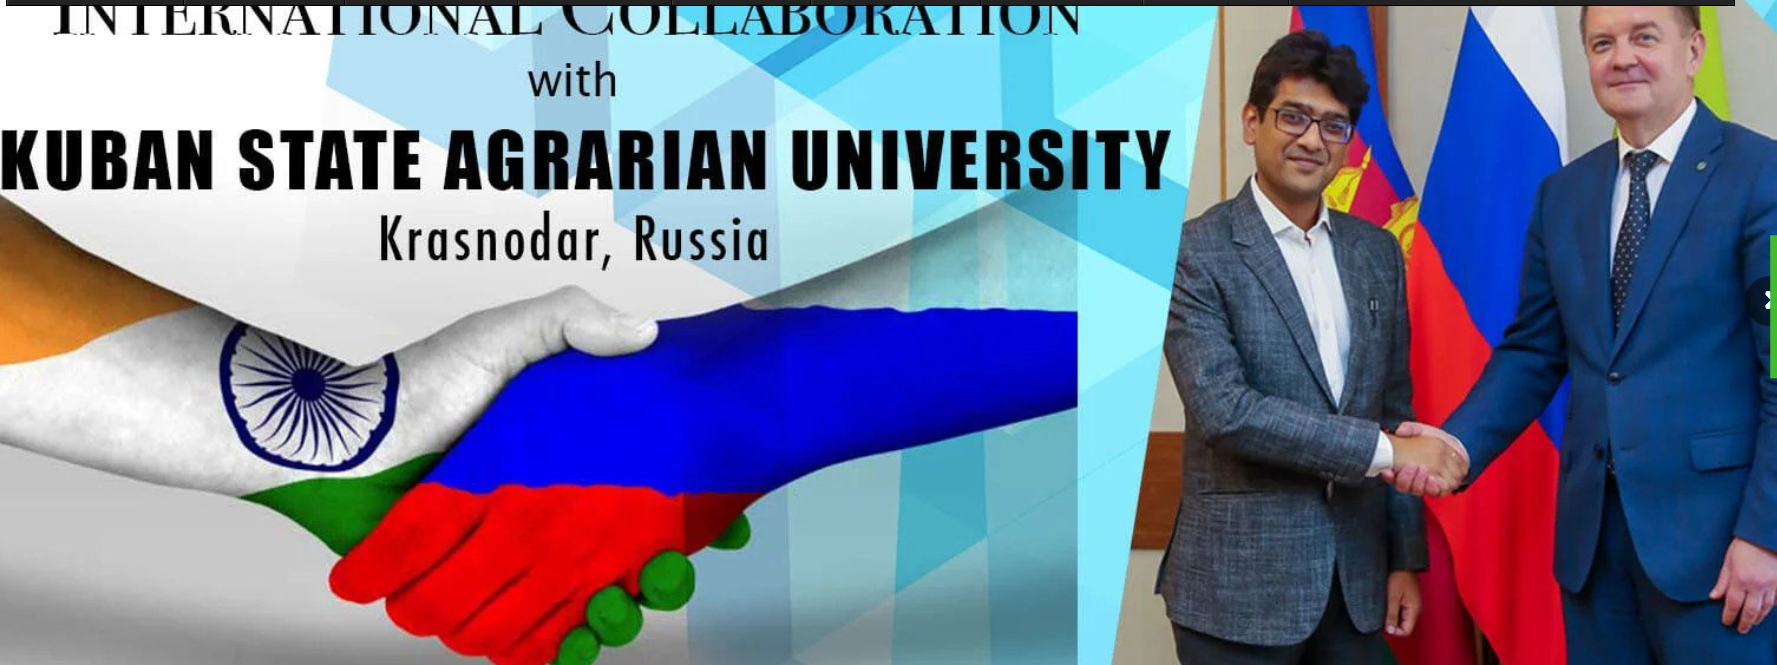 INTERNATIONAL COLLABORATION
with
KUBAN STATE AGRARIAN UNIVERSITY
Krasnodar, Russia